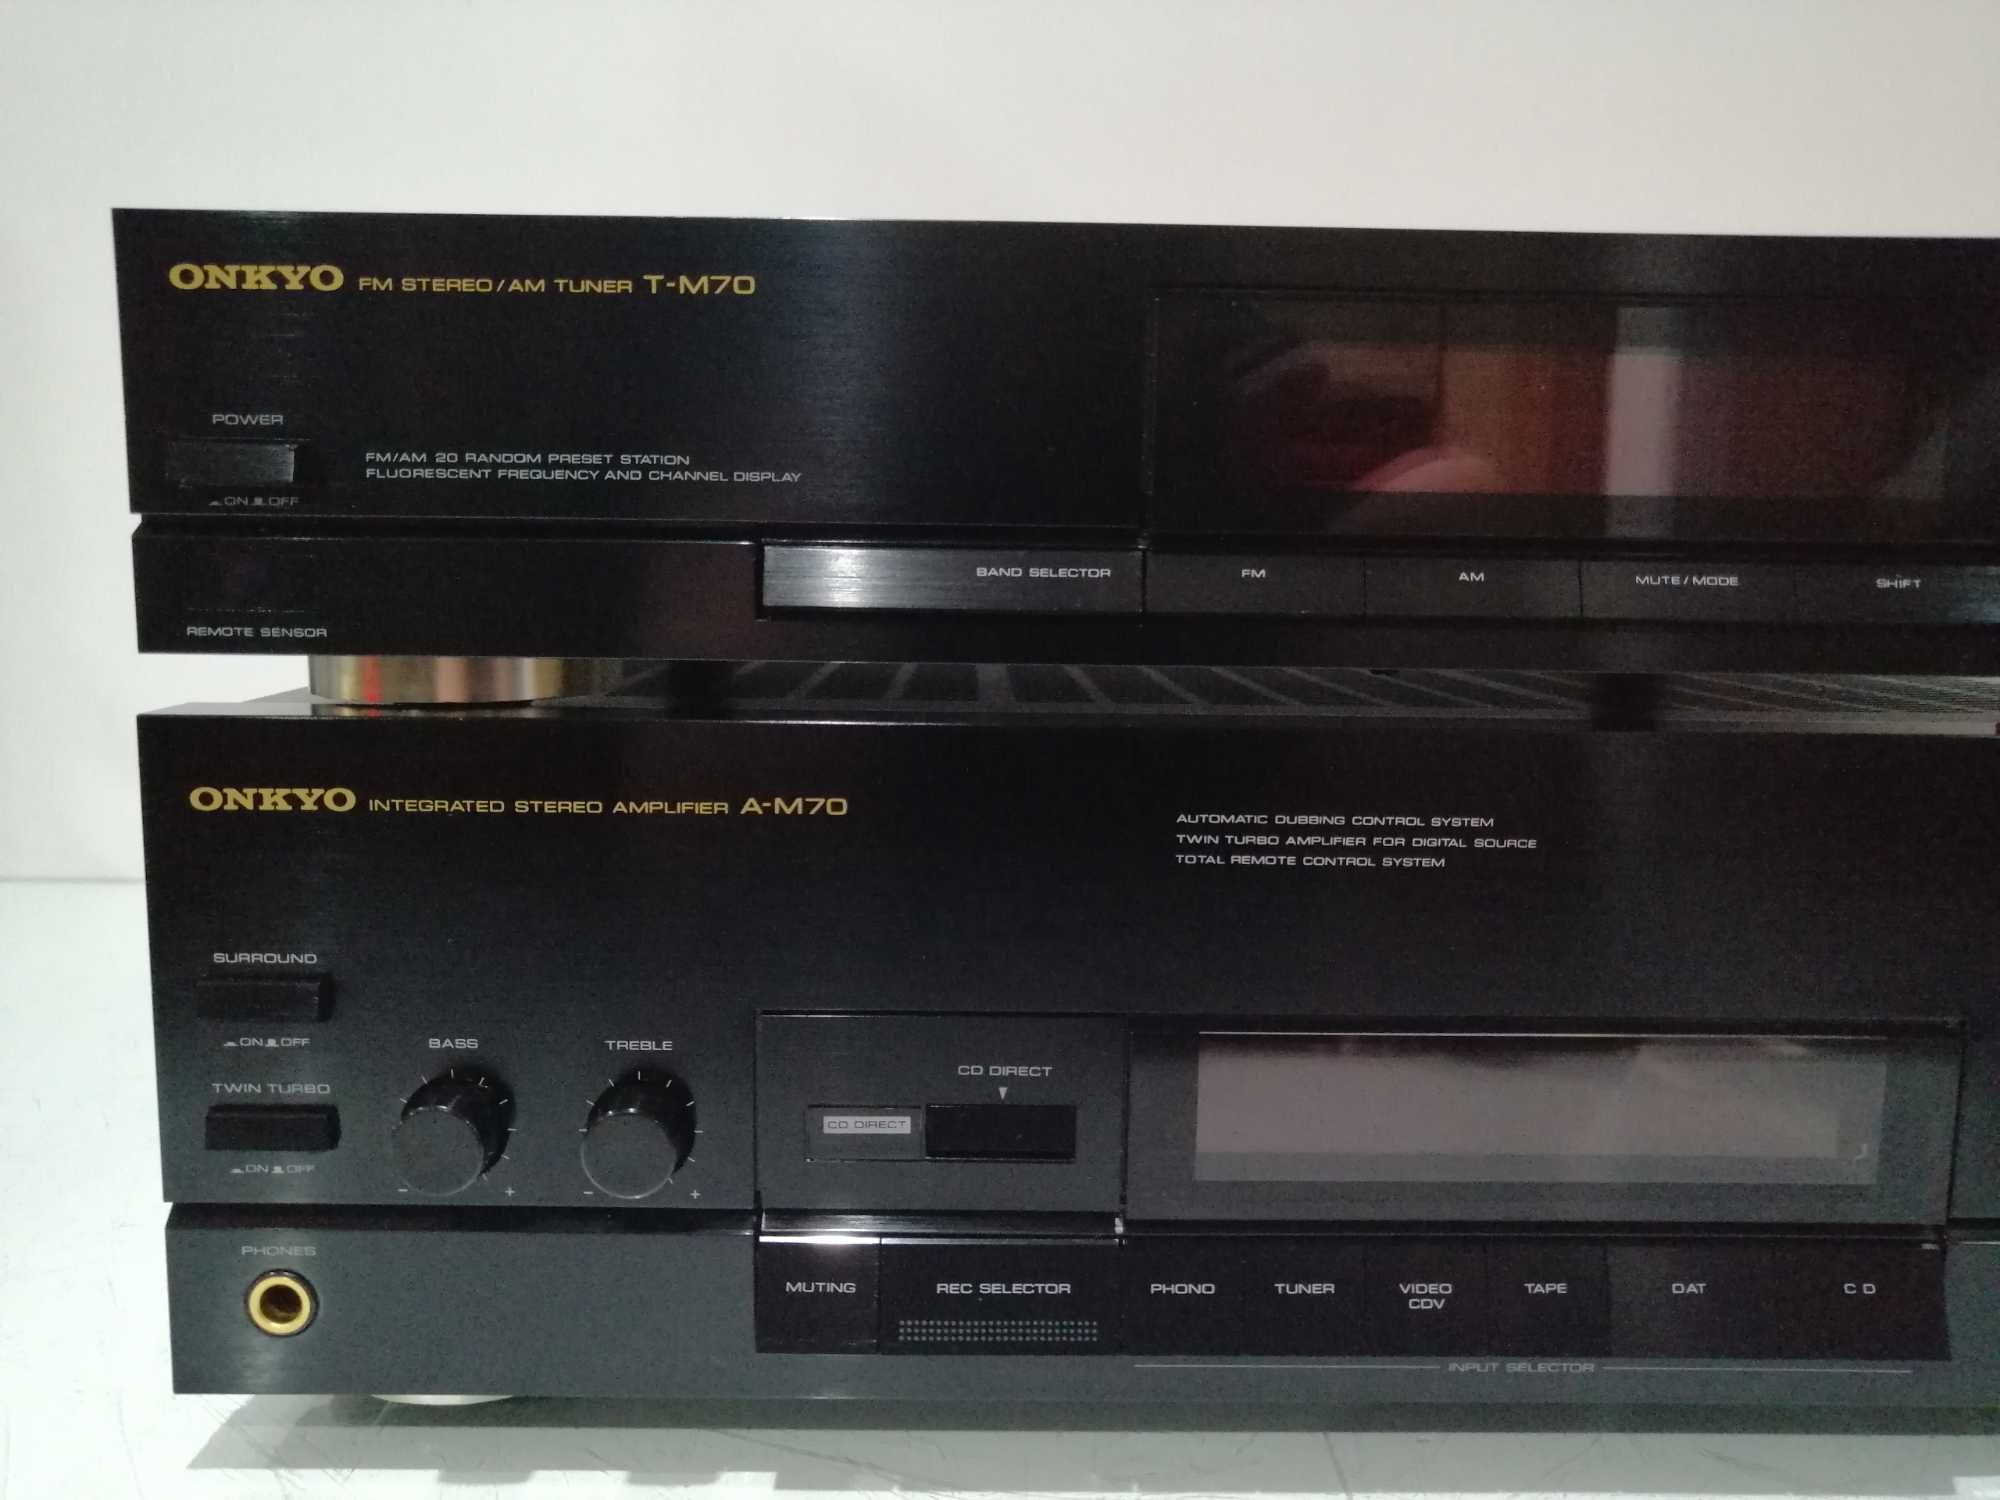 ONKYO FM STEREO/AM TUNER T-M70
POWER
ON OFF
FM/AM 20 RANDOM PRESET STATION
FLUORESCENT FREQUENCY AND CHANNEL DISPLAY
REMOTE SENSOR
BAND SELECTOR FM AM MUTE/MODE SHIFT
ONKYO INTEGRATED STEREO AMPLIFIER A-M70
AUTOMATIC DUBBING CONTROL SYSTEM
TWIN TURBO AMPLIFIER FOR DIGITAL SOURCE
TOTAL REMOTE CONTROL SYSTEM
SURROUND
ON OFF
TWIN TURBO
ON OFF
BASS
- +
TREBLE
- +
CD DIRECT
CD DIRECT
PHONES
MUTING REC SELECTOR PHONO TUNER VIDEO
CDV
TAPE DAT CD
INPUT SELECTOR